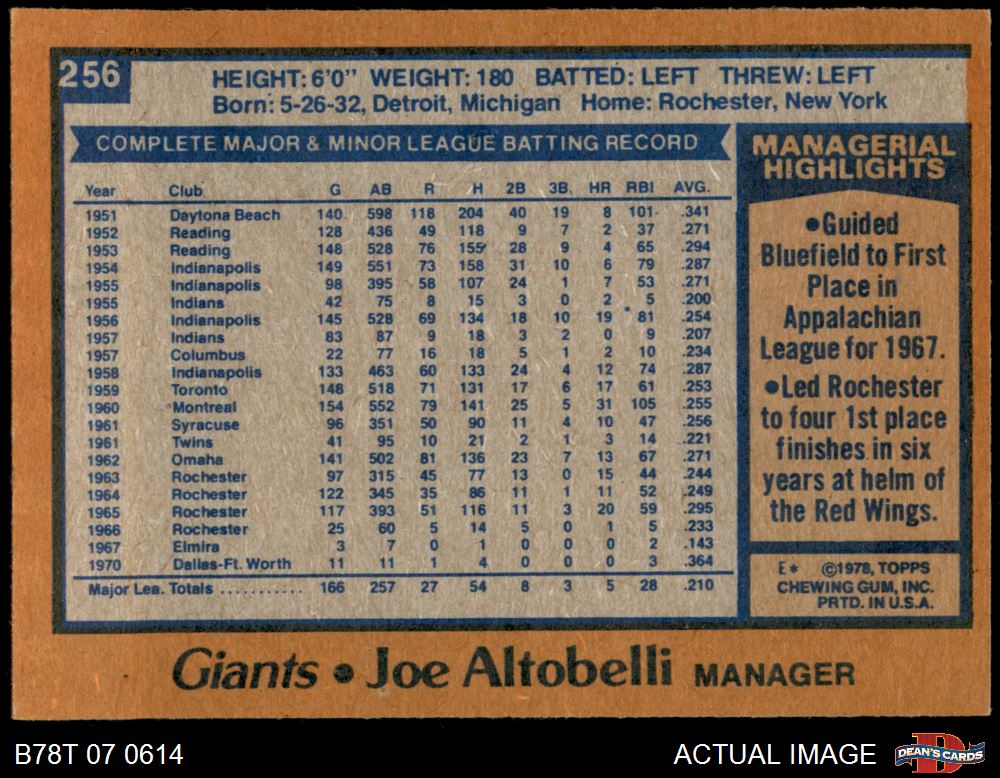 256
HEIGHT: 6'0" WEIGHT: 180 BATTED: LEFT THREW: LEFT
Born: 5-26-32, Detroit, Michigan Home: Rochester, New York
COMPLETE MAJOR & MINOR LEAGUE BATTING RECORD
Year Club G AB R H 2B 3B. HR RBI AVG.
1951 Daytona Beach 140 598 118 204 40 19 8 101 .341
1952 Reading 128 436 49 118 9 7 2 37 .271
1953 Reading 148 528 76 155 28 9 4 65 .294
1954 Indianapolis 149 551 73 158 31 10 6 79 .287
1955 Indianapolis 98 395 58 107 24 1 7 53 .271
1955 Indians 42 75 8 15 3 0 2 5 .200
1956 Indianapolis 145 528 69 134 18 10 19 81 .254
1957 Indians 83 87 9 18 3 2 0 9 .207
1957 Columbus 22 77 16 18 5 1 2 10 .234
1958 Indianapolis 133 463 60 133 24 4 12 74 .287
1959 Toronto 148 518 71 131 17 6 17 61 .253
1960 Montreal 154 552 79 141 25 5 31 105 .255
1961 Syracuse 96 351 50 90 11 4 10 47 .256
1961 Twins 41 95 10 21 2 1 3 14 .221
1962 Omaha 141 502 81 136 23 7 13 67 .271
1963 Rochester 97 315 45 77 13 0 15 44 .244
1964 Rochester 122 345 35 86 11 1 11 52 .249
1965 Rochester 117 393 51 116 11 3 20 59 .295
1966 Rochester 25 60 5 14 5 0 1 5 .233
1967 Elmira 3 7 0 1 0 0 0 2 .143
1970 Dallas-Ft. Worth 11 11 1 4 0 0 0 3 .364
Major Lea. Totals ........... 166 257 27 54 8 3 5 28 .210
MANAGERIAL
HIGHLIGHTS
•Guided
Bluefield to First
Place in
Appalachian
League for 1967.
•Led Rochester
to four 1st place
finishes in six
years at helm of
the Red Wings.
E* ©1978, TOPPS
CHEWING GUM, INC.
PRTD. IN U.S.A.
Giants • Joe Altobelli MANAGER
B78T 07 0614
ACTUAL IMAGE
D
DEAN'S CARDS